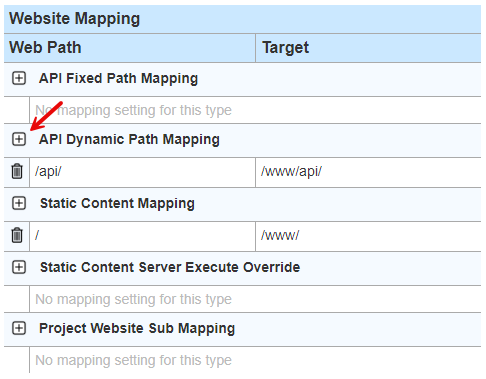 Website Mapping
Web Path Target
API Fixed Path Mapping
No mapping setting for this type
API Dynamic Path Mapping
/api/ /www/api/
Static Content Mapping
/ /www/
Static Content Server Execute Override
No mapping setting for this type
Project Website Sub Mapping
No mapping setting for this type